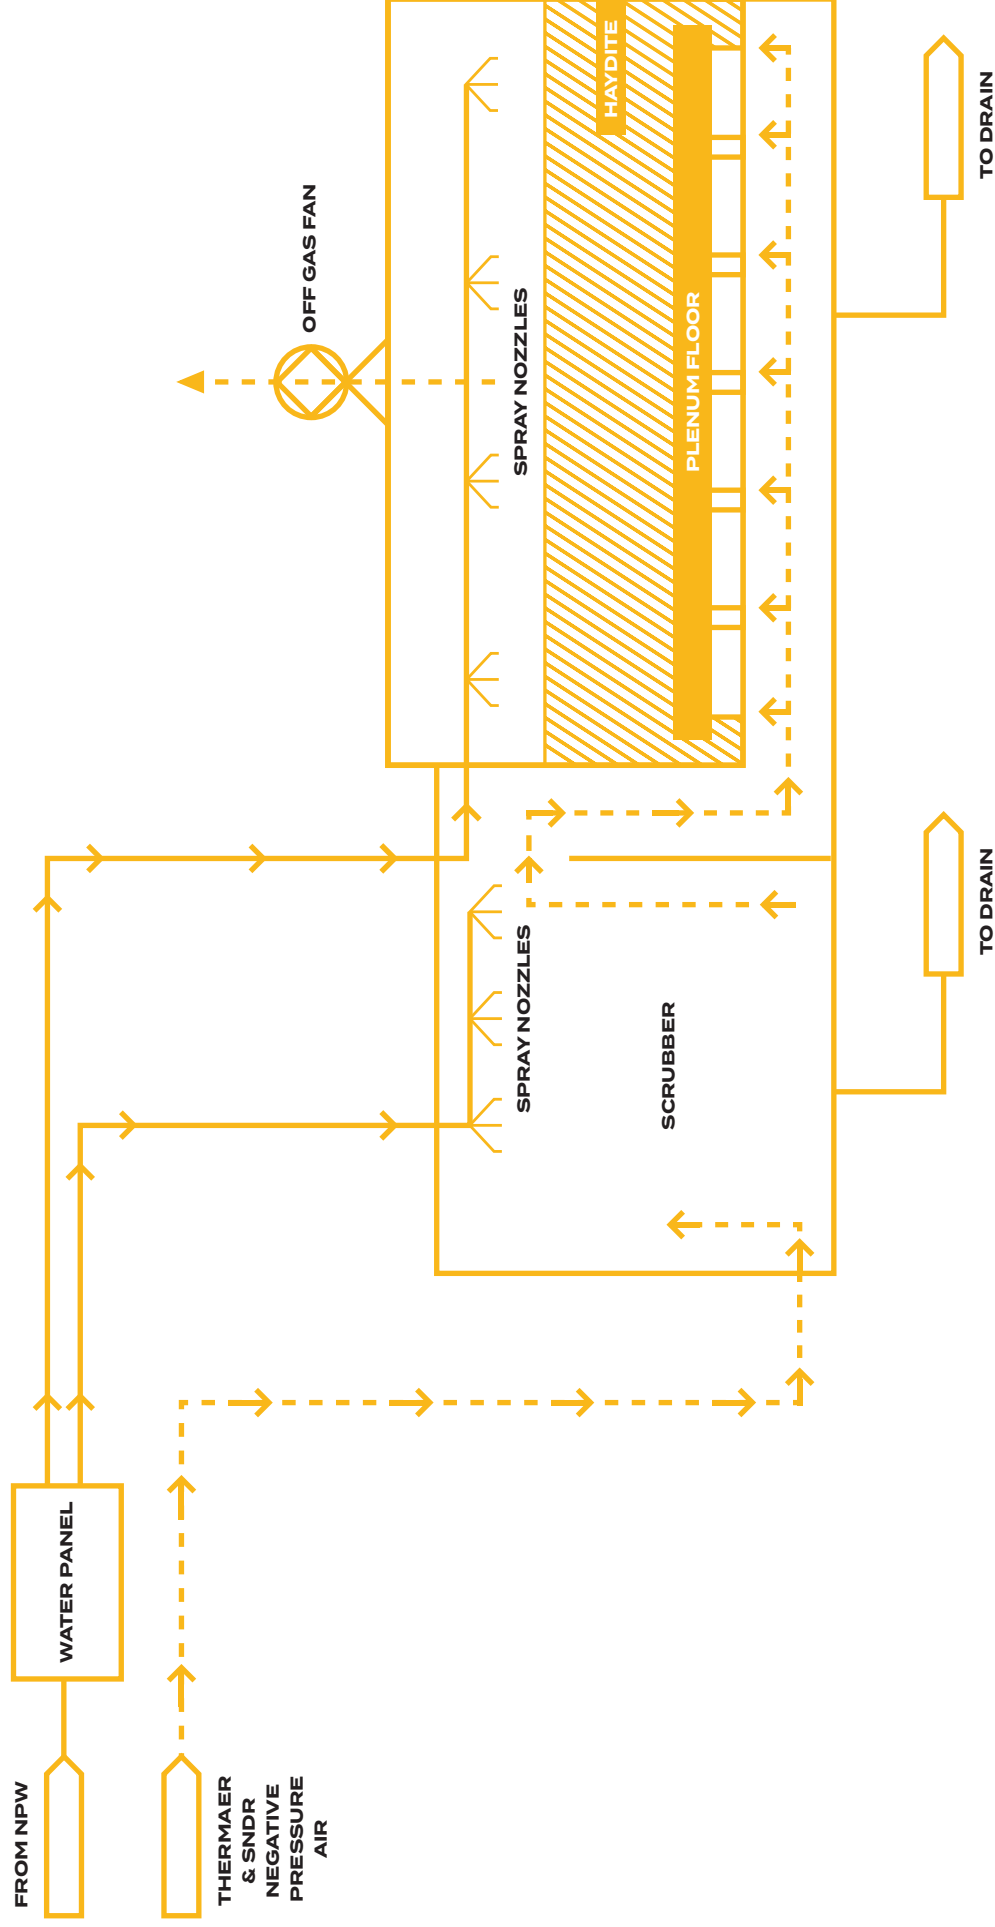 FROM NPW
WATER PANEL
THERMAER
& SNDR
NEGATIVE
PRESSURE
AIR
OFF GAS FAN
SPRAY NOZZLES
SPRAY NOZZLES
HAYDITE
SCRUBBER
PLENUM FLOOR
TO DRAIN
TO DRAIN